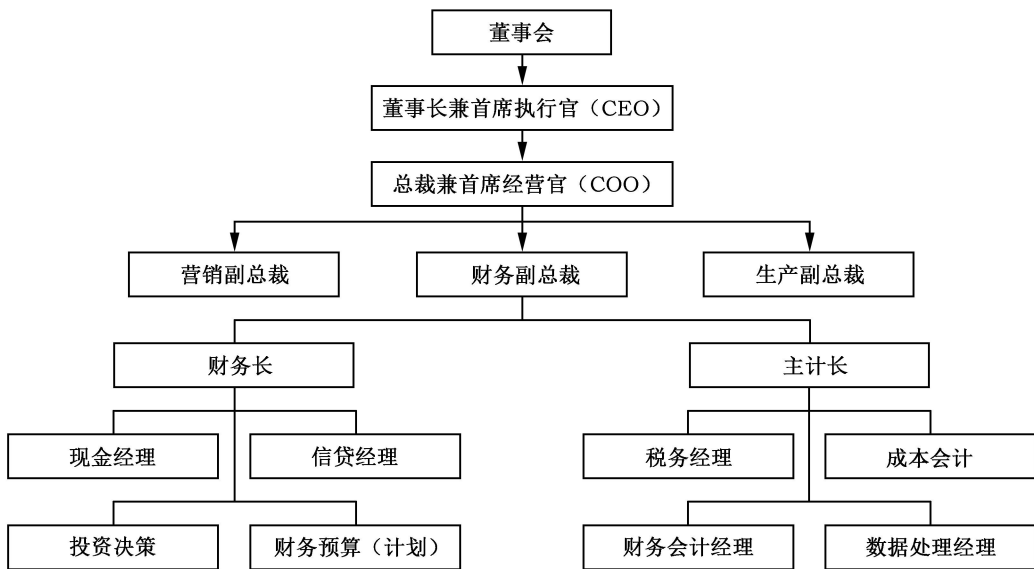 董事会
董事长兼首席执行官（CEO）
总裁兼首席经营官（COO）
营销副总裁
财务副总裁
生产副总裁
财务长
主计长
现金经理
信贷经理
税务经理
成本会计
投资决策
财务预算（计划）
财务会计经理
数据处理经理